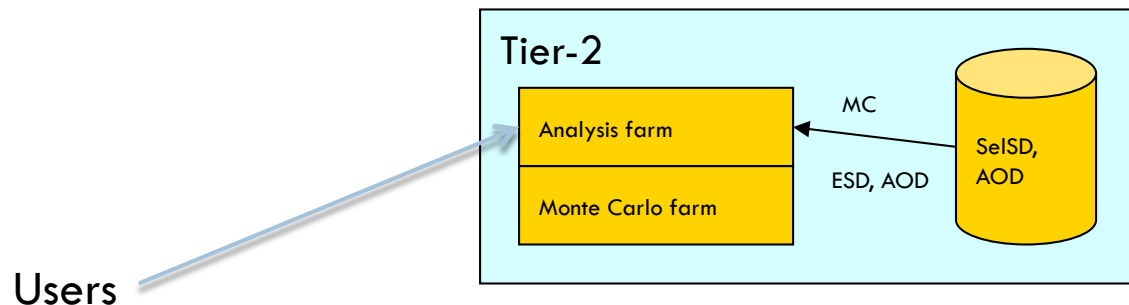 Tier-2
Analysis farm
Monte Carlo farm
MC
ESD, AOD
SelSD,
AOD
Users